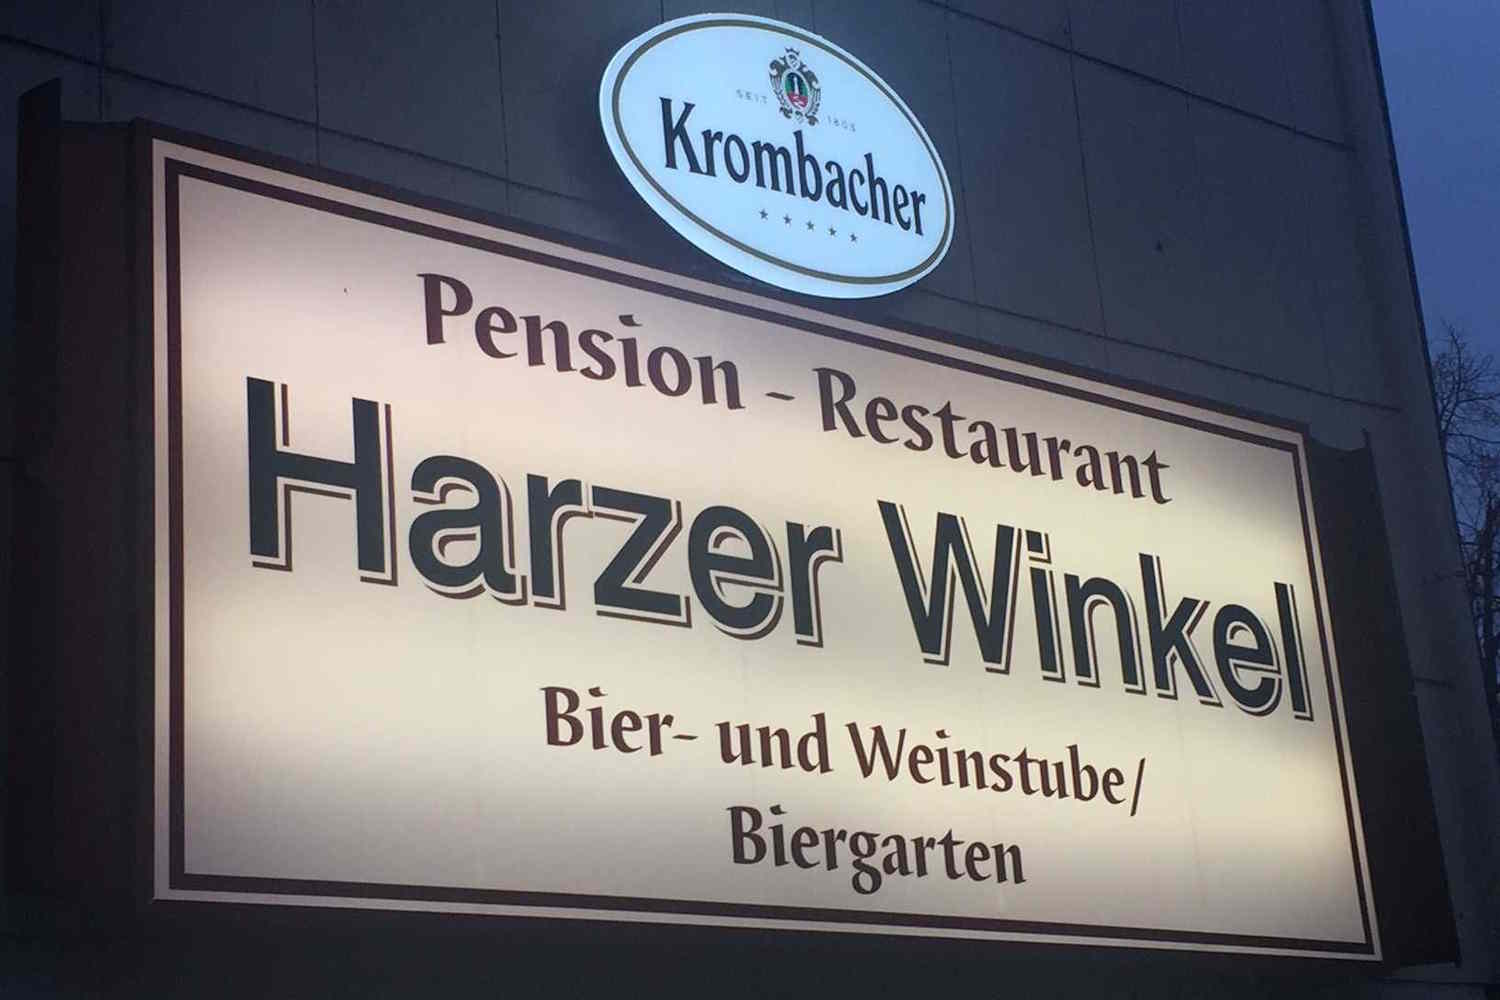 SEIT 1803
Krombacher
Pension - Restaurant
Harzer Winkel
Bier- und Weinstube/
Biergarten